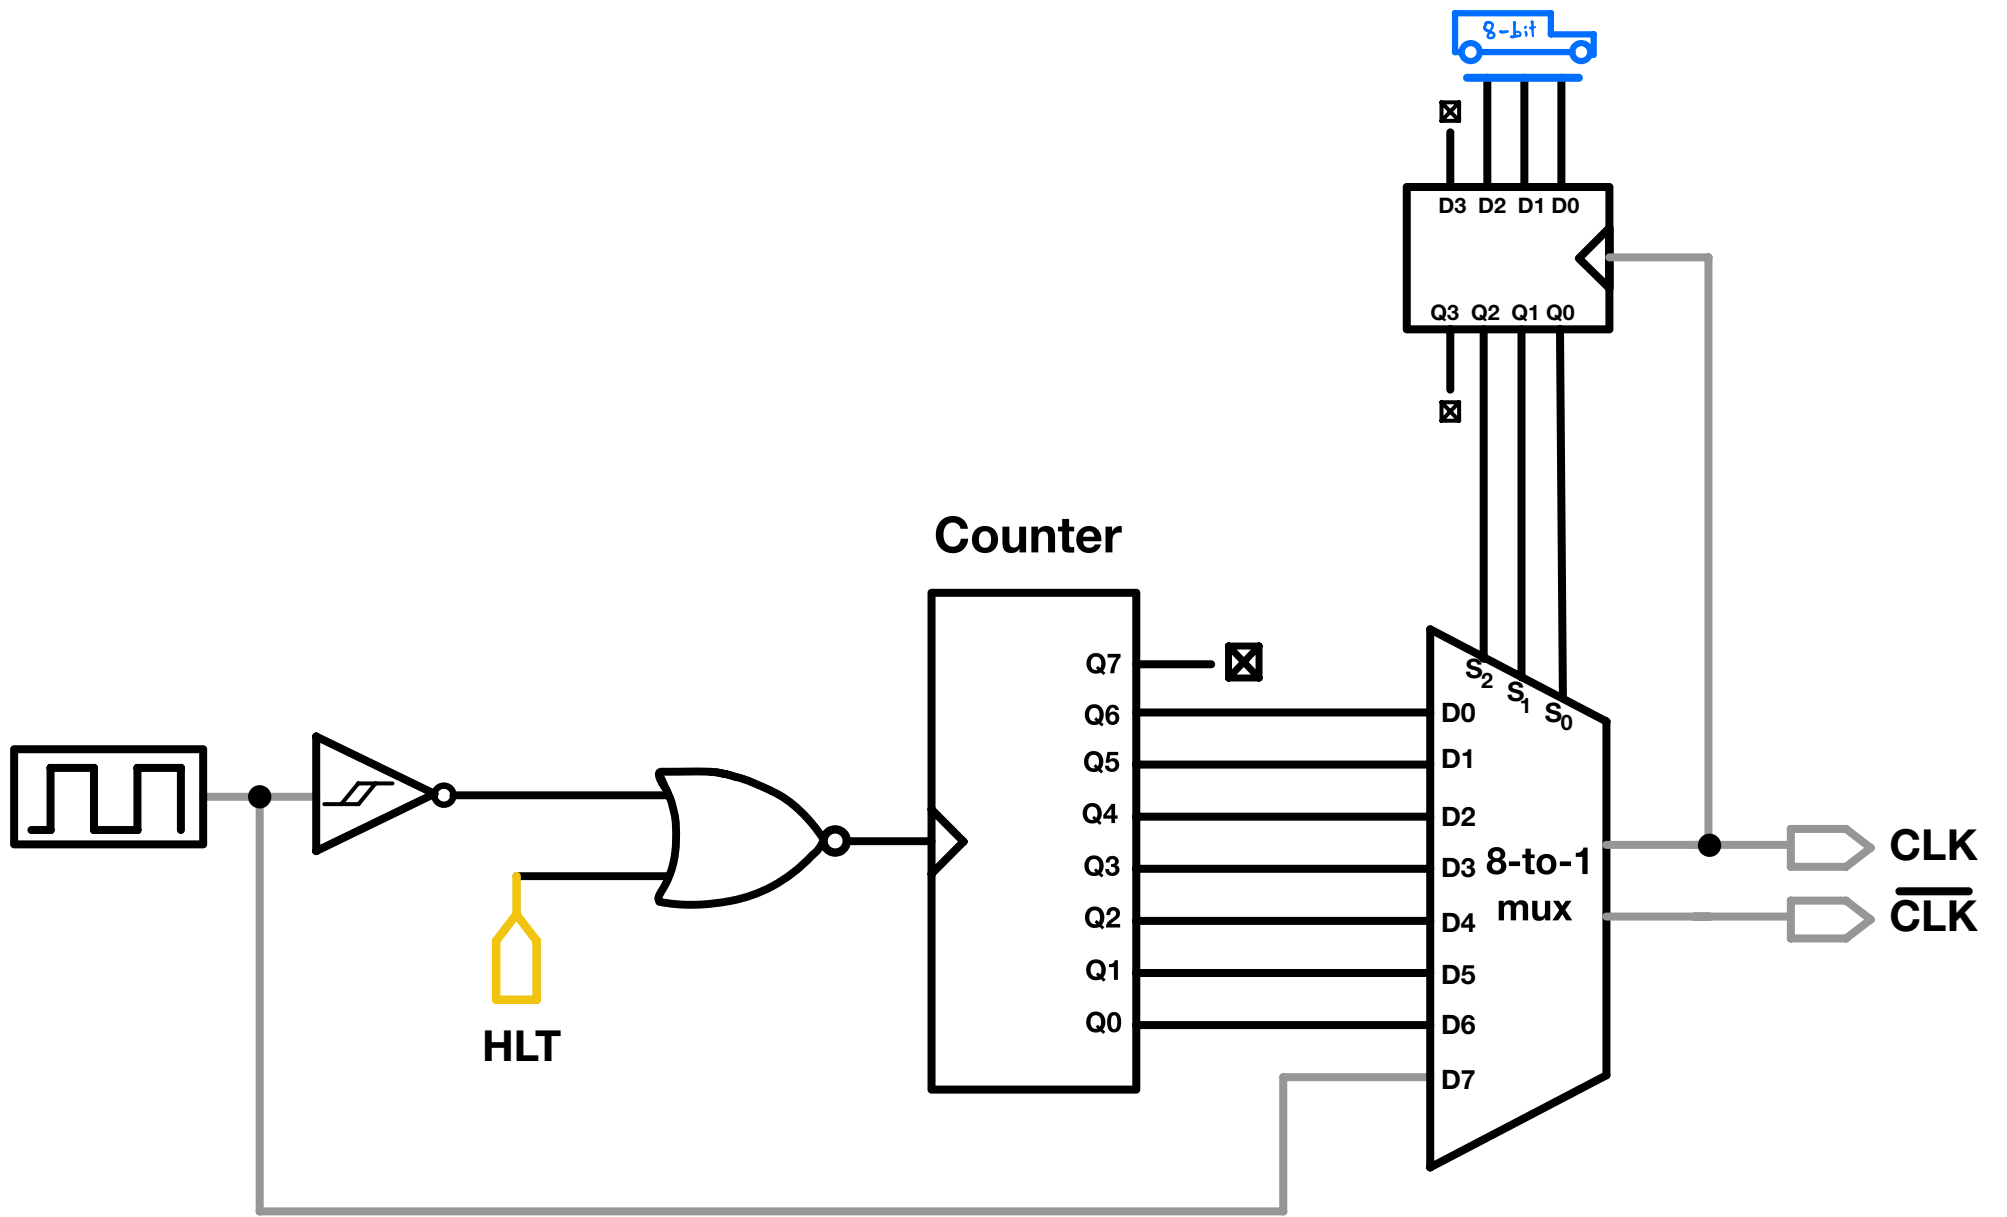 8-bit
D3 D2 D1 D0
Q3 Q2 Q1 Q0
Counter
Q7
Q6
Q5
Q4
Q3
Q2
Q1
Q0
S2
S1
S0
D0
D1
D2
D3
D4
D5
D6
D7
8-to-1
mux
CLK
C̅L̅K̅
HLT